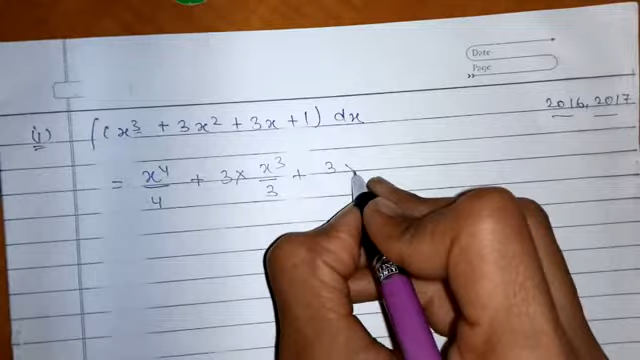 Date
Page
2016, 2017
(i) ∫(x³ + 3x² + 3x + 1) dx
= x⁴/4 + 3 × x³/3 + 3